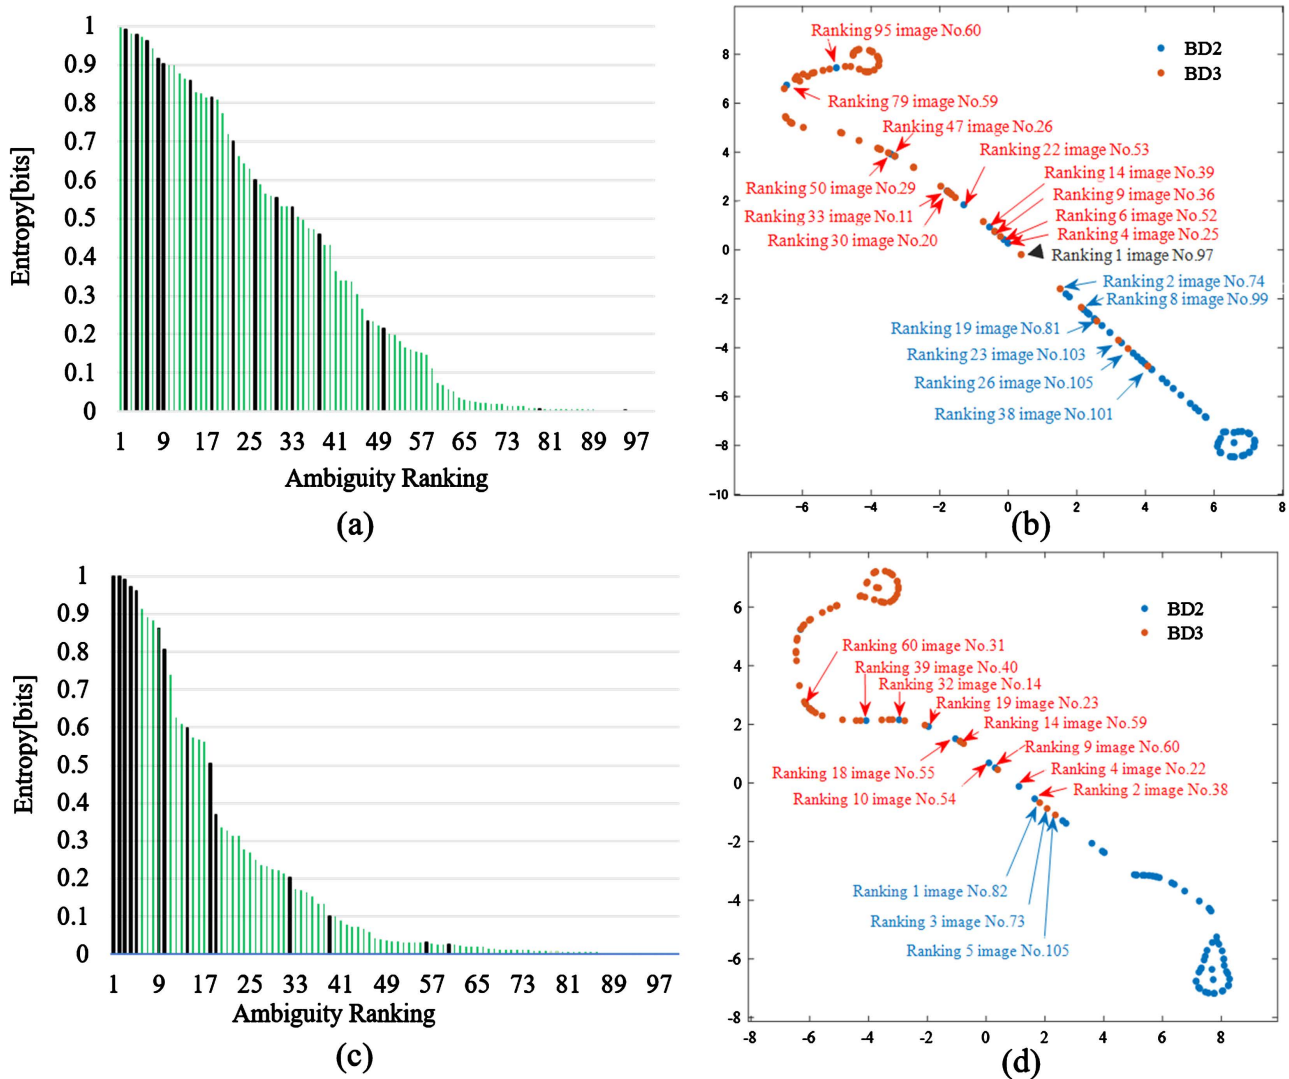 1
0.9
0.8
0.7
0.6
0.5
0.4
0.3
0.2
0.1
0
Entropy[bits]
1 9 17 25 33 41 49 57 65 73 81 89 97
Ambiguity Ranking
(a)
8
6
4
2
0
−2
−4
−6
−8
−10
BD2
BD3
Ranking 95 image No.60
Ranking 79 image No.59
Ranking 47 image No.26
Ranking 22 image No.53
Ranking 14 image No.39
Ranking 50 image No.29
Ranking 9 image No.36
Ranking 33 image No.11
Ranking 6 image No.52
Ranking 30 image No.20
Ranking 4 image No.25
Ranking 1 image No.97
Ranking 2 image No.74
Ranking 8 image No.99
Ranking 19 image No.81
Ranking 23 image No.103
Ranking 26 image No.105
Ranking 38 image No.101
−6 −4 −2 0 2 4 6 8
(b)
1
0.9
0.8
0.7
0.6
0.5
0.4
0.3
0.2
0.1
0
Entropy[bits]
1 9 17 25 33 41 49 57 65 73 81 89 97
Ambiguity Ranking
(c)
6
4
2
0
-2
-4
-6
-8
BD2
BD3
Ranking 60 image No.31
Ranking 39 image No.40
Ranking 32 image No.14
Ranking 19 image No.23
Ranking 14 image No.59
Ranking 9 image No.60
Ranking 18 image No.55
Ranking 4 image No.22
Ranking 10 image No.54
Ranking 2 image No.38
Ranking 1 image No.82
Ranking 3 image No.73
Ranking 5 image No.105
-8 -6 -4 -2 0 2 4 6 8
(d)